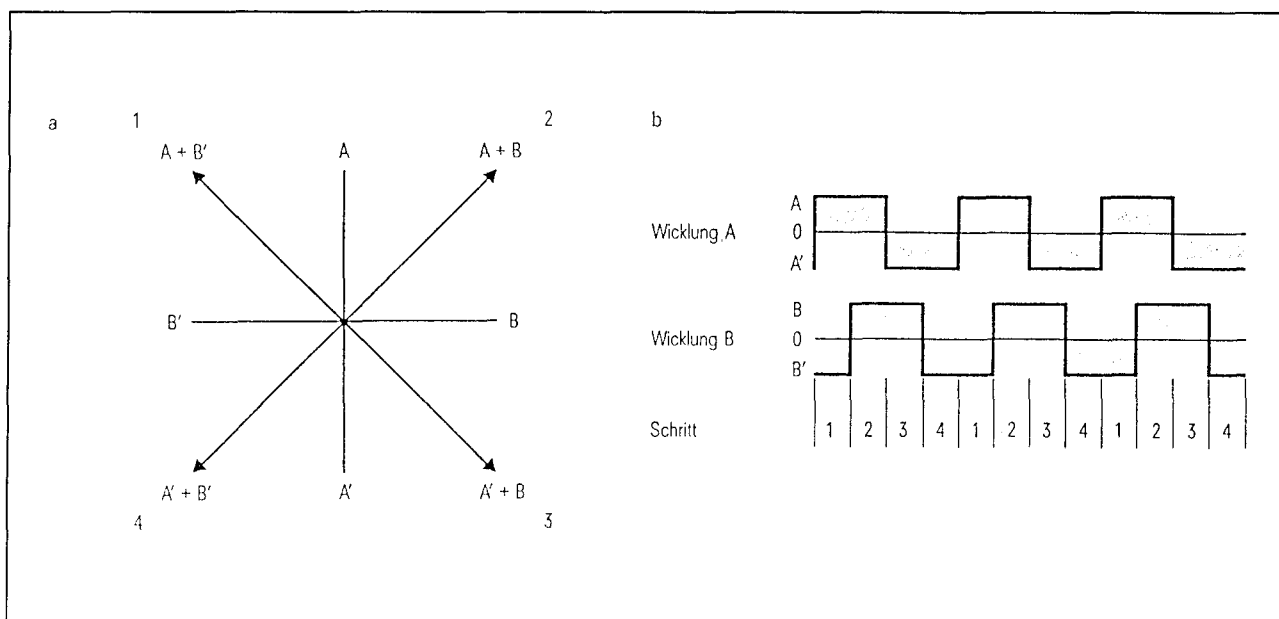 a
1
2
A + B'
A
A + B
B'
B
A' + B'
A'
A' + B
4
3
b
Wicklung A
A
0
A'
Wicklung B
B
0
B'
Schritt
1 2 3 4 1 2 3 4 1 2 3 4